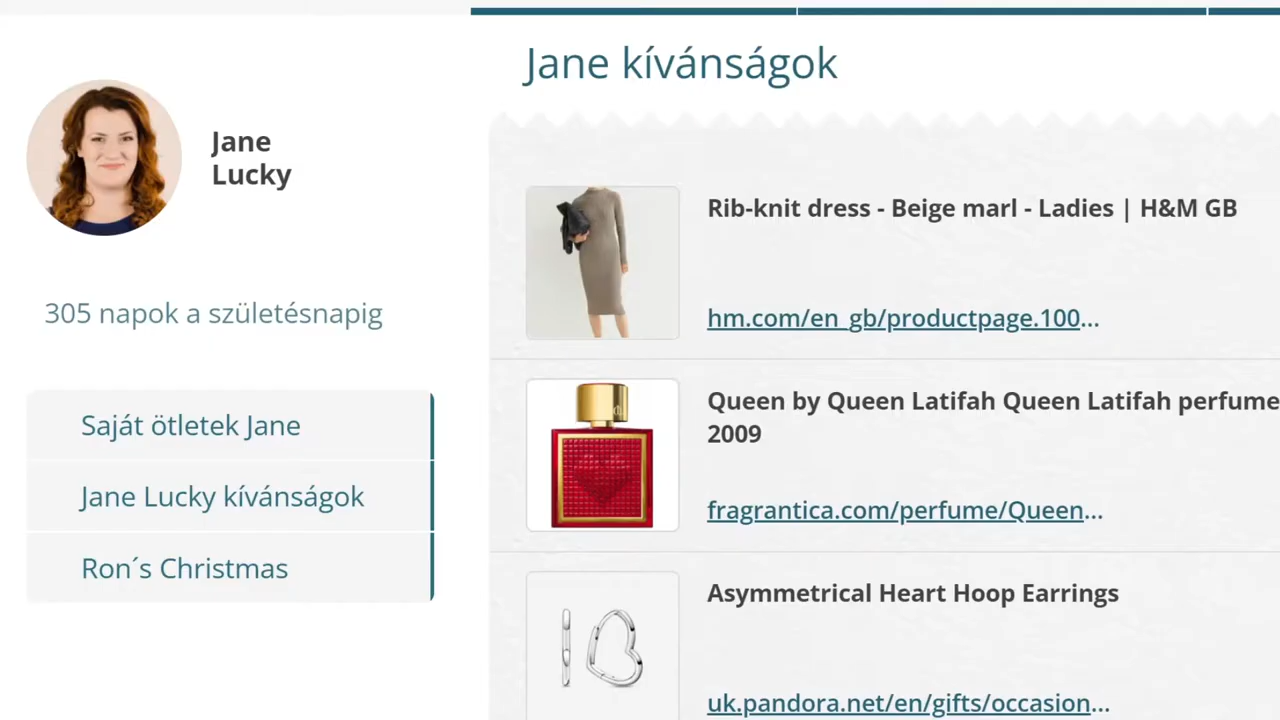 Jane kívánságok
Jane
Lucky
305 napok a születésnapig
Saját ötletek Jane
Jane Lucky kívánságok
Ron´s Christmas
Rib-knit dress - Beige marl - Ladies | H&M GB
hm.com/en_gb/productpage.100...
Queen by Queen Latifah Queen Latifah perfume
2009
fragrantica.com/perfume/Queen...
Asymmetrical Heart Hoop Earrings
uk.pandora.net/en/gifts/occasion...